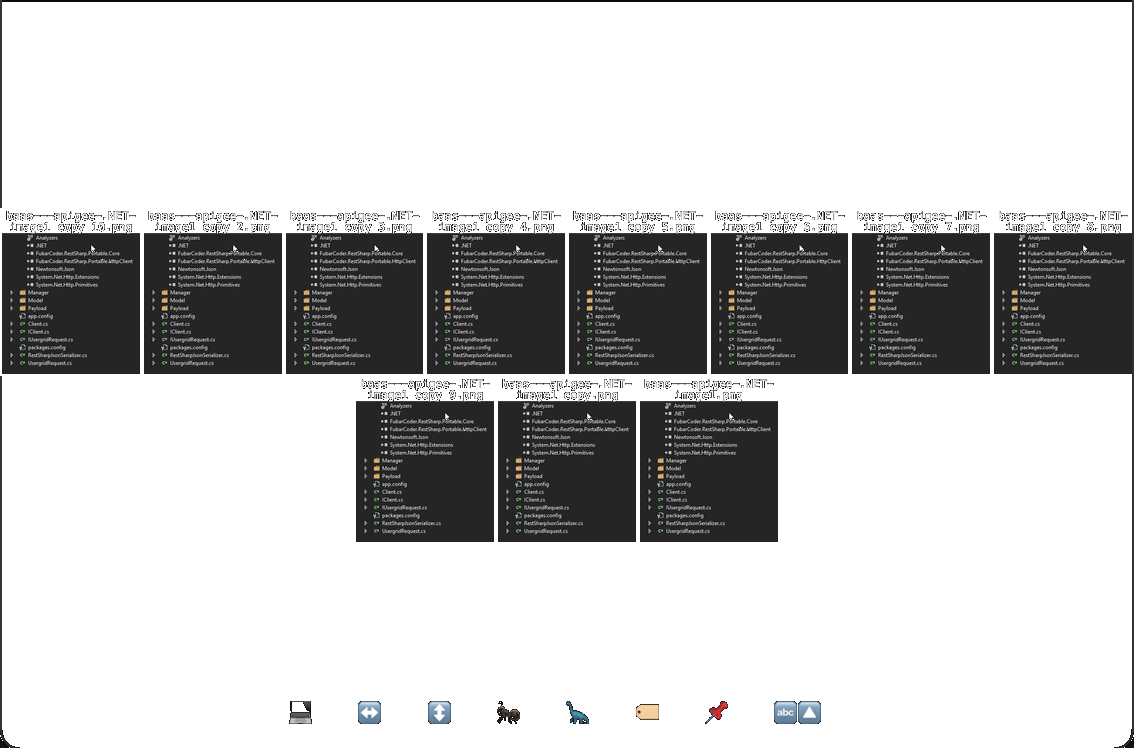 baas---apigee-.NET-
image1 copy 10.png
Analyzers
.NET
FubarCoder.RestSharp.Portable.Core
FubarCoder.RestSharp.Portable.HttpClient
Newtonsoft.Json
System.Net.Http.Extensions
System.Net.Http.Primitives
Manager
Model
Payload
app.config
Client.cs
IClient.cs
IUsergridRequest.cs
packages.config
RestSharpJsonSerializer.cs
UsergridRequest.cs
baas---apigee-.NET-
image1 copy 2.png
Analyzers
.NET
FubarCoder.RestSharp.Portable.Core
FubarCoder.RestSharp.Portable.HttpClient
Newtonsoft.Json
System.Net.Http.Extensions
System.Net.Http.Primitives
Manager
Model
Payload
app.config
Client.cs
IClient.cs
IUsergridRequest.cs
packages.config
RestSharpJsonSerializer.cs
UsergridRequest.cs
baas---apigee-.NET-
image1 copy 3.png
Analyzers
.NET
FubarCoder.RestSharp.Portable.Core
FubarCoder.RestSharp.Portable.HttpClient
Newtonsoft.Json
System.Net.Http.Extensions
System.Net.Http.Primitives
Manager
Model
Payload
app.config
Client.cs
IClient.cs
IUsergridRequest.cs
packages.config
RestSharpJsonSerializer.cs
UsergridRequest.cs
baas---apigee-.NET-
image1 copy 4.png
Analyzers
.NET
FubarCoder.RestSharp.Portable.Core
FubarCoder.RestSharp.Portable.HttpClient
Newtonsoft.Json
System.Net.Http.Extensions
System.Net.Http.Primitives
Manager
Model
Payload
app.config
Client.cs
IClient.cs
IUsergridRequest.cs
packages.config
RestSharpJsonSerializer.cs
UsergridRequest.cs
baas---apigee-.NET-
image1 copy 5.png
Analyzers
.NET
FubarCoder.RestSharp.Portable.Core
FubarCoder.RestSharp.Portable.HttpClient
Newtonsoft.Json
System.Net.Http.Extensions
System.Net.Http.Primitives
Manager
Model
Payload
app.config
Client.cs
IClient.cs
IUsergridRequest.cs
packages.config
RestSharpJsonSerializer.cs
UsergridRequest.cs
baas---apigee-.NET-
image1 copy 6.png
Analyzers
.NET
FubarCoder.RestSharp.Portable.Core
FubarCoder.RestSharp.Portable.HttpClient
Newtonsoft.Json
System.Net.Http.Extensions
System.Net.Http.Primitives
Manager
Model
Payload
app.config
Client.cs
IClient.cs
IUsergridRequest.cs
packages.config
RestSharpJsonSerializer.cs
UsergridRequest.cs
baas---apigee-.NET-
image1 copy 7.png
Analyzers
.NET
FubarCoder.RestSharp.Portable.Core
FubarCoder.RestSharp.Portable.HttpClient
Newtonsoft.Json
System.Net.Http.Extensions
System.Net.Http.Primitives
Manager
Model
Payload
app.config
Client.cs
IClient.cs
IUsergridRequest.cs
packages.config
RestSharpJsonSerializer.cs
UsergridRequest.cs
baas---apigee-.NET-
image1 copy 8.png
Analyzers
.NET
FubarCoder.RestSharp.Portable.Core
FubarCoder.RestSharp.Portable.HttpClient
Newtonsoft.Json
System.Net.Http.Extensions
System.Net.Http.Primitives
Manager
Model
Payload
app.config
Client.cs
IClient.cs
IUsergridRequest.cs
packages.config
RestSharpJsonSerializer.cs
UsergridRequest.cs
baas---apigee-.NET-
image1 copy 9.png
Analyzers
.NET
FubarCoder.RestSharp.Portable.Core
FubarCoder.RestSharp.Portable.HttpClient
Newtonsoft.Json
System.Net.Http.Extensions
System.Net.Http.Primitives
Manager
Model
Payload
app.config
Client.cs
IClient.cs
IUsergridRequest.cs
packages.config
RestSharpJsonSerializer.cs
UsergridRequest.cs
baas---apigee-.NET-
image1 copy.png
Analyzers
.NET
FubarCoder.RestSharp.Portable.Core
FubarCoder.RestSharp.Portable.HttpClient
Newtonsoft.Json
System.Net.Http.Extensions
System.Net.Http.Primitives
Manager
Model
Payload
app.config
Client.cs
IClient.cs
IUsergridRequest.cs
packages.config
RestSharpJsonSerializer.cs
UsergridRequest.cs
baas---apigee-.NET-
image1.png
Analyzers
.NET
FubarCoder.RestSharp.Portable.Core
FubarCoder.RestSharp.Portable.HttpClient
Newtonsoft.Json
System.Net.Http.Extensions
System.Net.Http.Primitives
Manager
Model
Payload
app.config
Client.cs
IClient.cs
IUsergridRequest.cs
packages.config
RestSharpJsonSerializer.cs
UsergridRequest.cs
abc